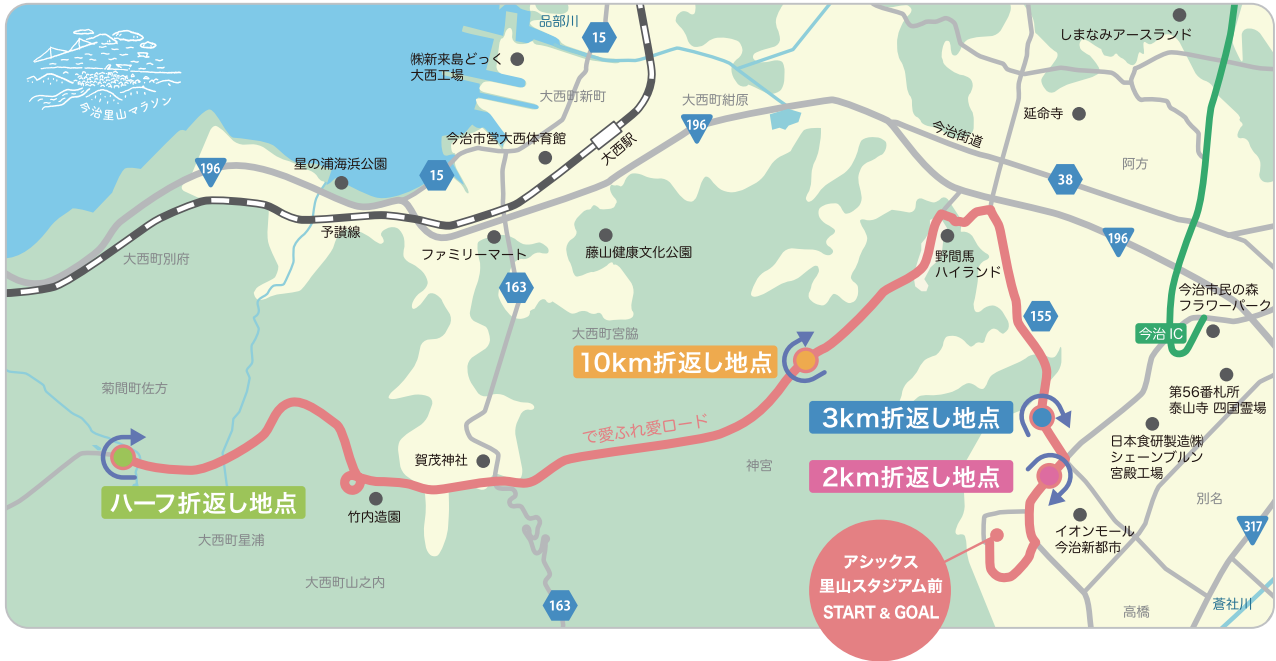 今治里山マラソン
品部川
15
しまなみアースランド
㈱新来島どっく
大西工場
大西町新町
大西町紺原
196
延命寺
今治街道
今治市営大西体育館
大西駅
阿方
196
星の浦海浜公園
15
38
予讃線
大西町別府
ファミリーマート
藤山健康文化公園
196
野間馬
ハイランド
163
今治市民の森
フラワーパーク
155
今治IC
大西町宮脇
10km折返し地点
菊間町佐方
第56番札所
泰山寺 四国霊場
3km折返し地点
で愛ふれ愛ロード
日本食研製造㈱
シェーンブルン
宮殿工場
賀茂神社
神宮
2km折返し地点
ハーフ折返し地点
竹内造園
別名
大西町星浦
イオンモール
今治新都市
317
アシックス
里山スタジアム前
START & GOAL
大西町山之内
163
高橋
蒼社川